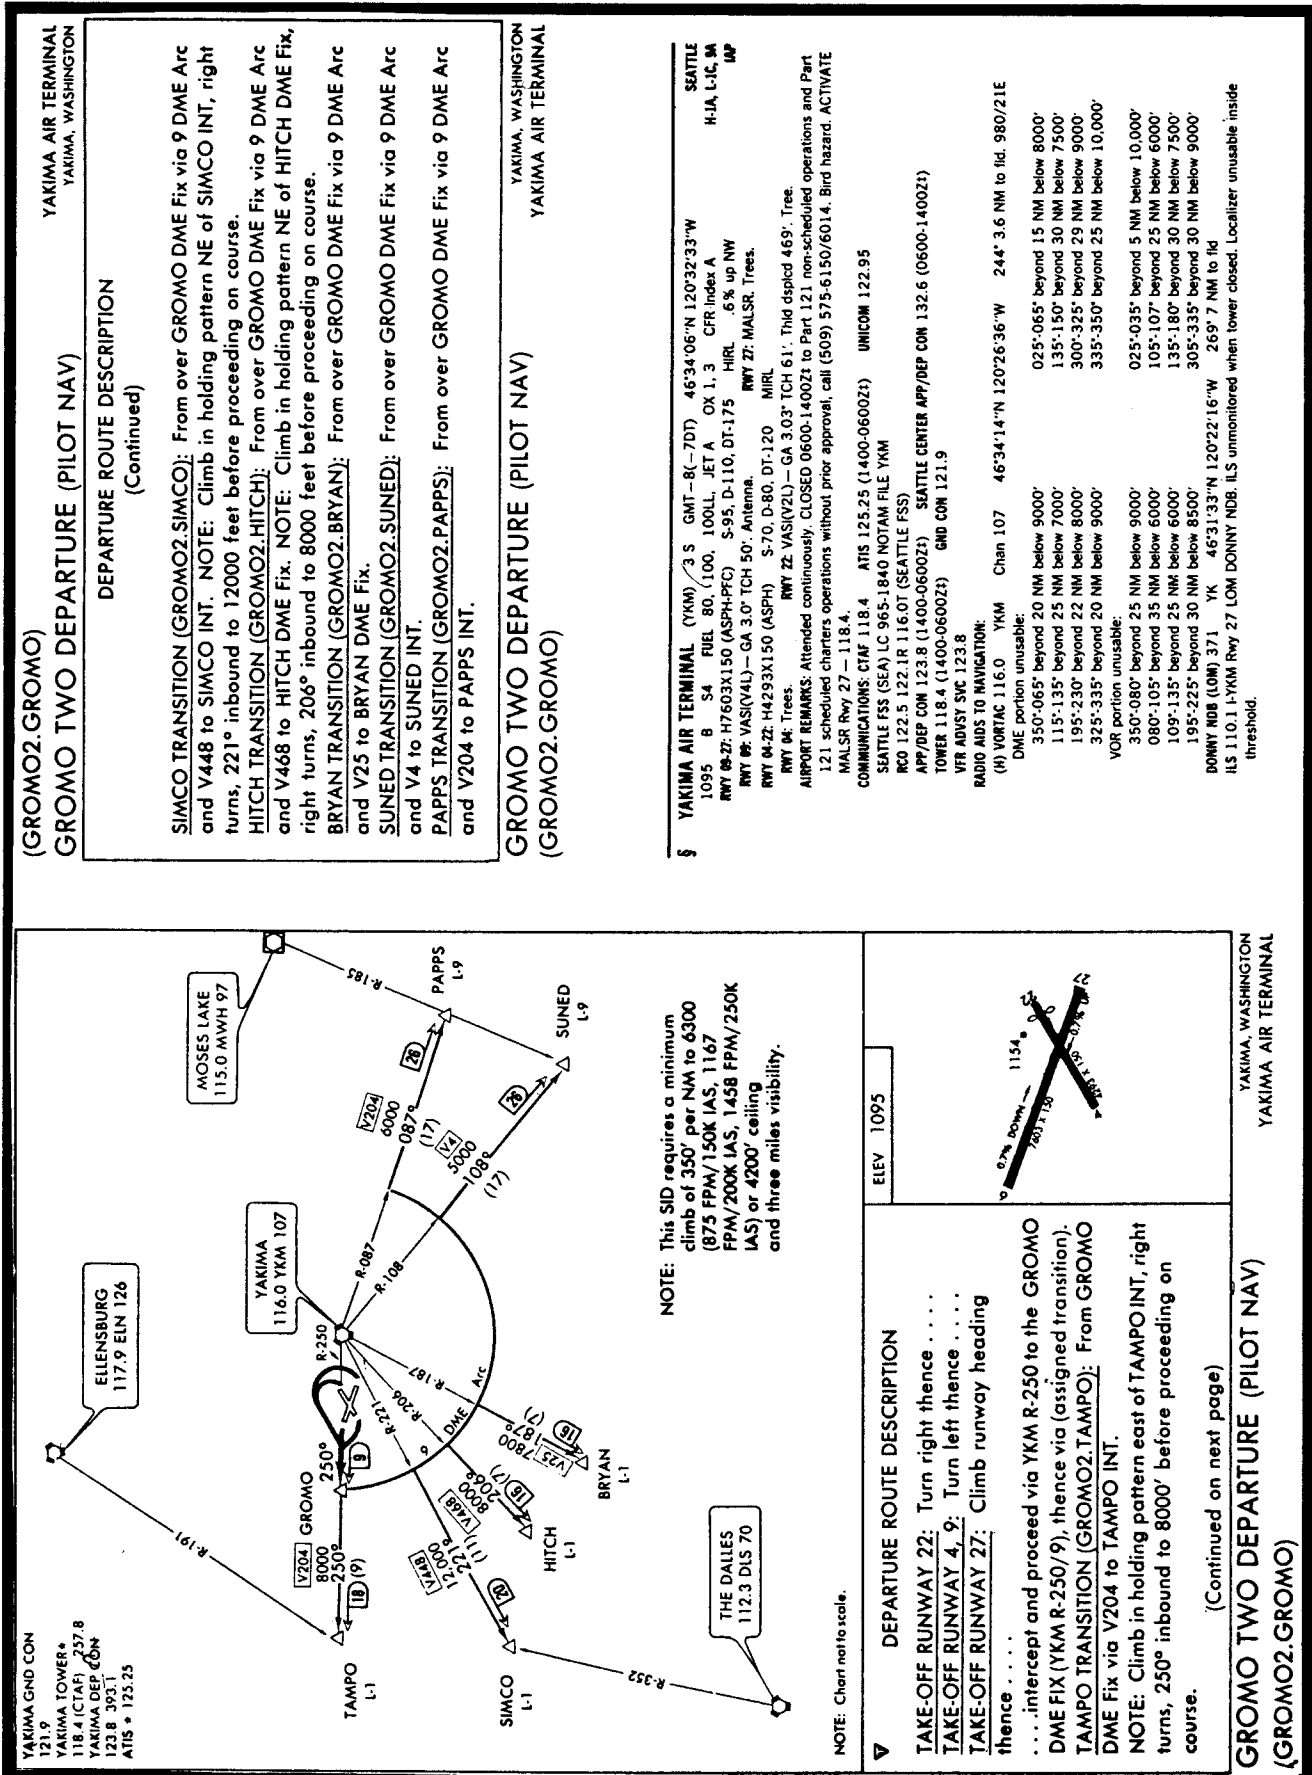 YAKIMA GND CON
121.9
YAKIMA TOWER★
118.4 (CTAF) 257.8
YAKIMA DEP CON
123.8 393.1
ATIS ★ 125.25
ELLENSBURG
117.9 ELN 126
YAKIMA
116.0 YKM 107
MOSES LAKE
115.0 MWH 97
THE DALLES
112.3 DLS 70
R-191
R-185
R-352
R-250
R-087
R-108
R-187
R-206
R-221
TAMPO
L-1
V204
8000
250°
18
(9)
GROMO
250°
9
9 DME Arc
SIMCO
L-1
V448
12,000
221°
(11)
20
HITCH
L-1
V468
8000
206°
(7)
16
BRYAN
L-1
V25
7800
187°
(7)
16
PAPPS
L-9
V204
6000
087°
(17)
26
SUNED
L-9
V4
5000
108°
(17)
26
NOTE: This SID requires a minimum
climb of 350' per NM to 6300
(875 FPM/150K IAS, 1167
FPM/200K IAS, 1458 FPM/250K
IAS) or 4200' ceiling
and three miles visibility.
NOTE: Chart not to scale.
DEPARTURE ROUTE DESCRIPTION
TAKE-OFF RUNWAY 22: Turn right thence . . . .
TAKE-OFF RUNWAY 4, 9: Turn left thence . . . .
TAKE-OFF RUNWAY 27: Climb runway heading
thence . . . .
. . . intercept and proceed via YKM R-250 to the GROMO
DME FIX (YKM R-250/9), thence via (assigned transition).
TAMPO TRANSITION (GROMO2.TAMPO): From GROMO
DME Fix via V204 to TAMPO INT.
NOTE: Climb in holding pattern east of TAMPO INT, right
turns, 250° inbound to 8000' before proceeding on
course.
(Continued on next page)
ELEV 1095
1154
0.7% DOWN
7603 X 150
0.7% UP
4293 X 150
9
27
22
4
GROMO TWO DEPARTURE (PILOT NAV)
(GROMO2.GROMO)
YAKIMA, WASHINGTON
YAKIMA AIR TERMINAL
(GROMO2.GROMO)
GROMO TWO DEPARTURE (PILOT NAV)
YAKIMA AIR TERMINAL
YAKIMA, WASHINGTON
DEPARTURE ROUTE DESCRIPTION
(Continued)
SIMCO TRANSITION (GROMO2.SIMCO): From over GROMO DME Fix via 9 DME Arc
and V448 to SIMCO INT. NOTE: Climb in holding pattern NE of SIMCO INT, right
turns, 221° inbound to 12000 feet before proceeding on course.
HITCH TRANSITION (GROMO2.HITCH): From over GROMO DME Fix via 9 DME Arc
and V468 to HITCH DME Fix. NOTE: Climb in holding pattern NE of HITCH DME Fix,
right turns, 206° inbound to 8000 feet before proceeding on course.
BRYAN TRANSITION (GROMO2.BRYAN): From over GROMO DME Fix via 9 DME Arc
and V25 to BRYAN DME Fix.
SUNED TRANSITION (GROMO2.SUNED): From over GROMO DME Fix via 9 DME Arc
and V4 to SUNED INT.
PAPPS TRANSITION (GROMO2.PAPPS): From over GROMO DME Fix via 9 DME Arc
and V204 to PAPPS INT.
GROMO TWO DEPARTURE (PILOT NAV)
(GROMO2.GROMO)
YAKIMA, WASHINGTON
YAKIMA AIR TERMINAL
§ YAKIMA AIR TERMINAL (YKM) 3 S GMT-8(-7DT) 46°34'06"N 120°32'33"W SEATTLE
1095 B S4 FUEL 80, (100, 100LL, JET A OX 1, 3 CFR Index A H-1A, L-1C, 9A
IAP
RWY 09-27: H7603X150 (ASPH-PFC) S-95, D-110, DT-175 HIRL .6% up NW
RWY 09: VASI(V4L)—GA 3.0° TCH 50'. Antenna. RWY 27: MALSR. Trees.
RWY 04-22: H4293X150 (ASPH) S-70, D-80, DT-120 MIRL
RWY 04: Trees. RWY 22: VASI(V2L)—GA 3.03° TCH 61'. Thld dsplcd 469'. Tree.
AIRPORT REMARKS: Attended continuously. CLOSED 0600-1400Z‡ to Part 121 non-scheduled operations and Part
121 scheduled charters operations without prior approval, call (509) 575-6150/6014. Bird hazard. ACTIVATE
MALSR Rwy 27—118.4.
COMMUNICATIONS: CTAF 118.4 ATIS 125.25 (1400-0600Z‡) UNICOM 122.95
SEATTLE FSS (SEA) LC 965-1840 NOTAM FILE YKM
RCO 122.5 122.1R 116.0T (SEATTLE FSS)
APP/DEP CON 123.8 (1400-0600Z‡) SEATTLE CENTER APP/DEP CON 132.6 (0600-1400Z‡)
TOWER 118.4 (1400-0600Z‡) GND CON 121.9
VFR ADVSY SVC 123.8
RADIO AIDS TO NAVIGATION:
(H) VORTAC 116.0 YKM Chan 107 46°34'14"N 120°26'36"W 244° 3.6 NM to fld. 980/21E
DME portion unusable:
350°-065° beyond 20 NM below 9000' 025°-065° beyond 15 NM below 8000'
115°-135° beyond 25 NM below 7000' 135°-150° beyond 30 NM below 7500'
195°-230° beyond 22 NM below 8000' 300°-325° beyond 29 NM below 9000'
325°-335° beyond 20 NM below 9000' 335°-350° beyond 25 NM below 10,000'
VOR portion unusable:
350°-080° beyond 25 NM below 9000' 025°-035° beyond 5 NM below 10,000'
080°-105° beyond 35 NM below 6000' 105°-107° beyond 25 NM below 6000'
109°-135° beyond 25 NM below 6000' 135°-180° beyond 30 NM below 7500'
195°-225° beyond 30 NM below 8500' 305°-335° beyond 30 NM below 9000'
DONNY NDB (LOM) 371 YK 46°31'33"N 120°22'16"W 269° 7 NM to fld
ILS 110.1 I-YKM Rwy 27 LOM DONNY NDB. ILS unmonitored when tower closed. Localizer unusable inside
threshold.